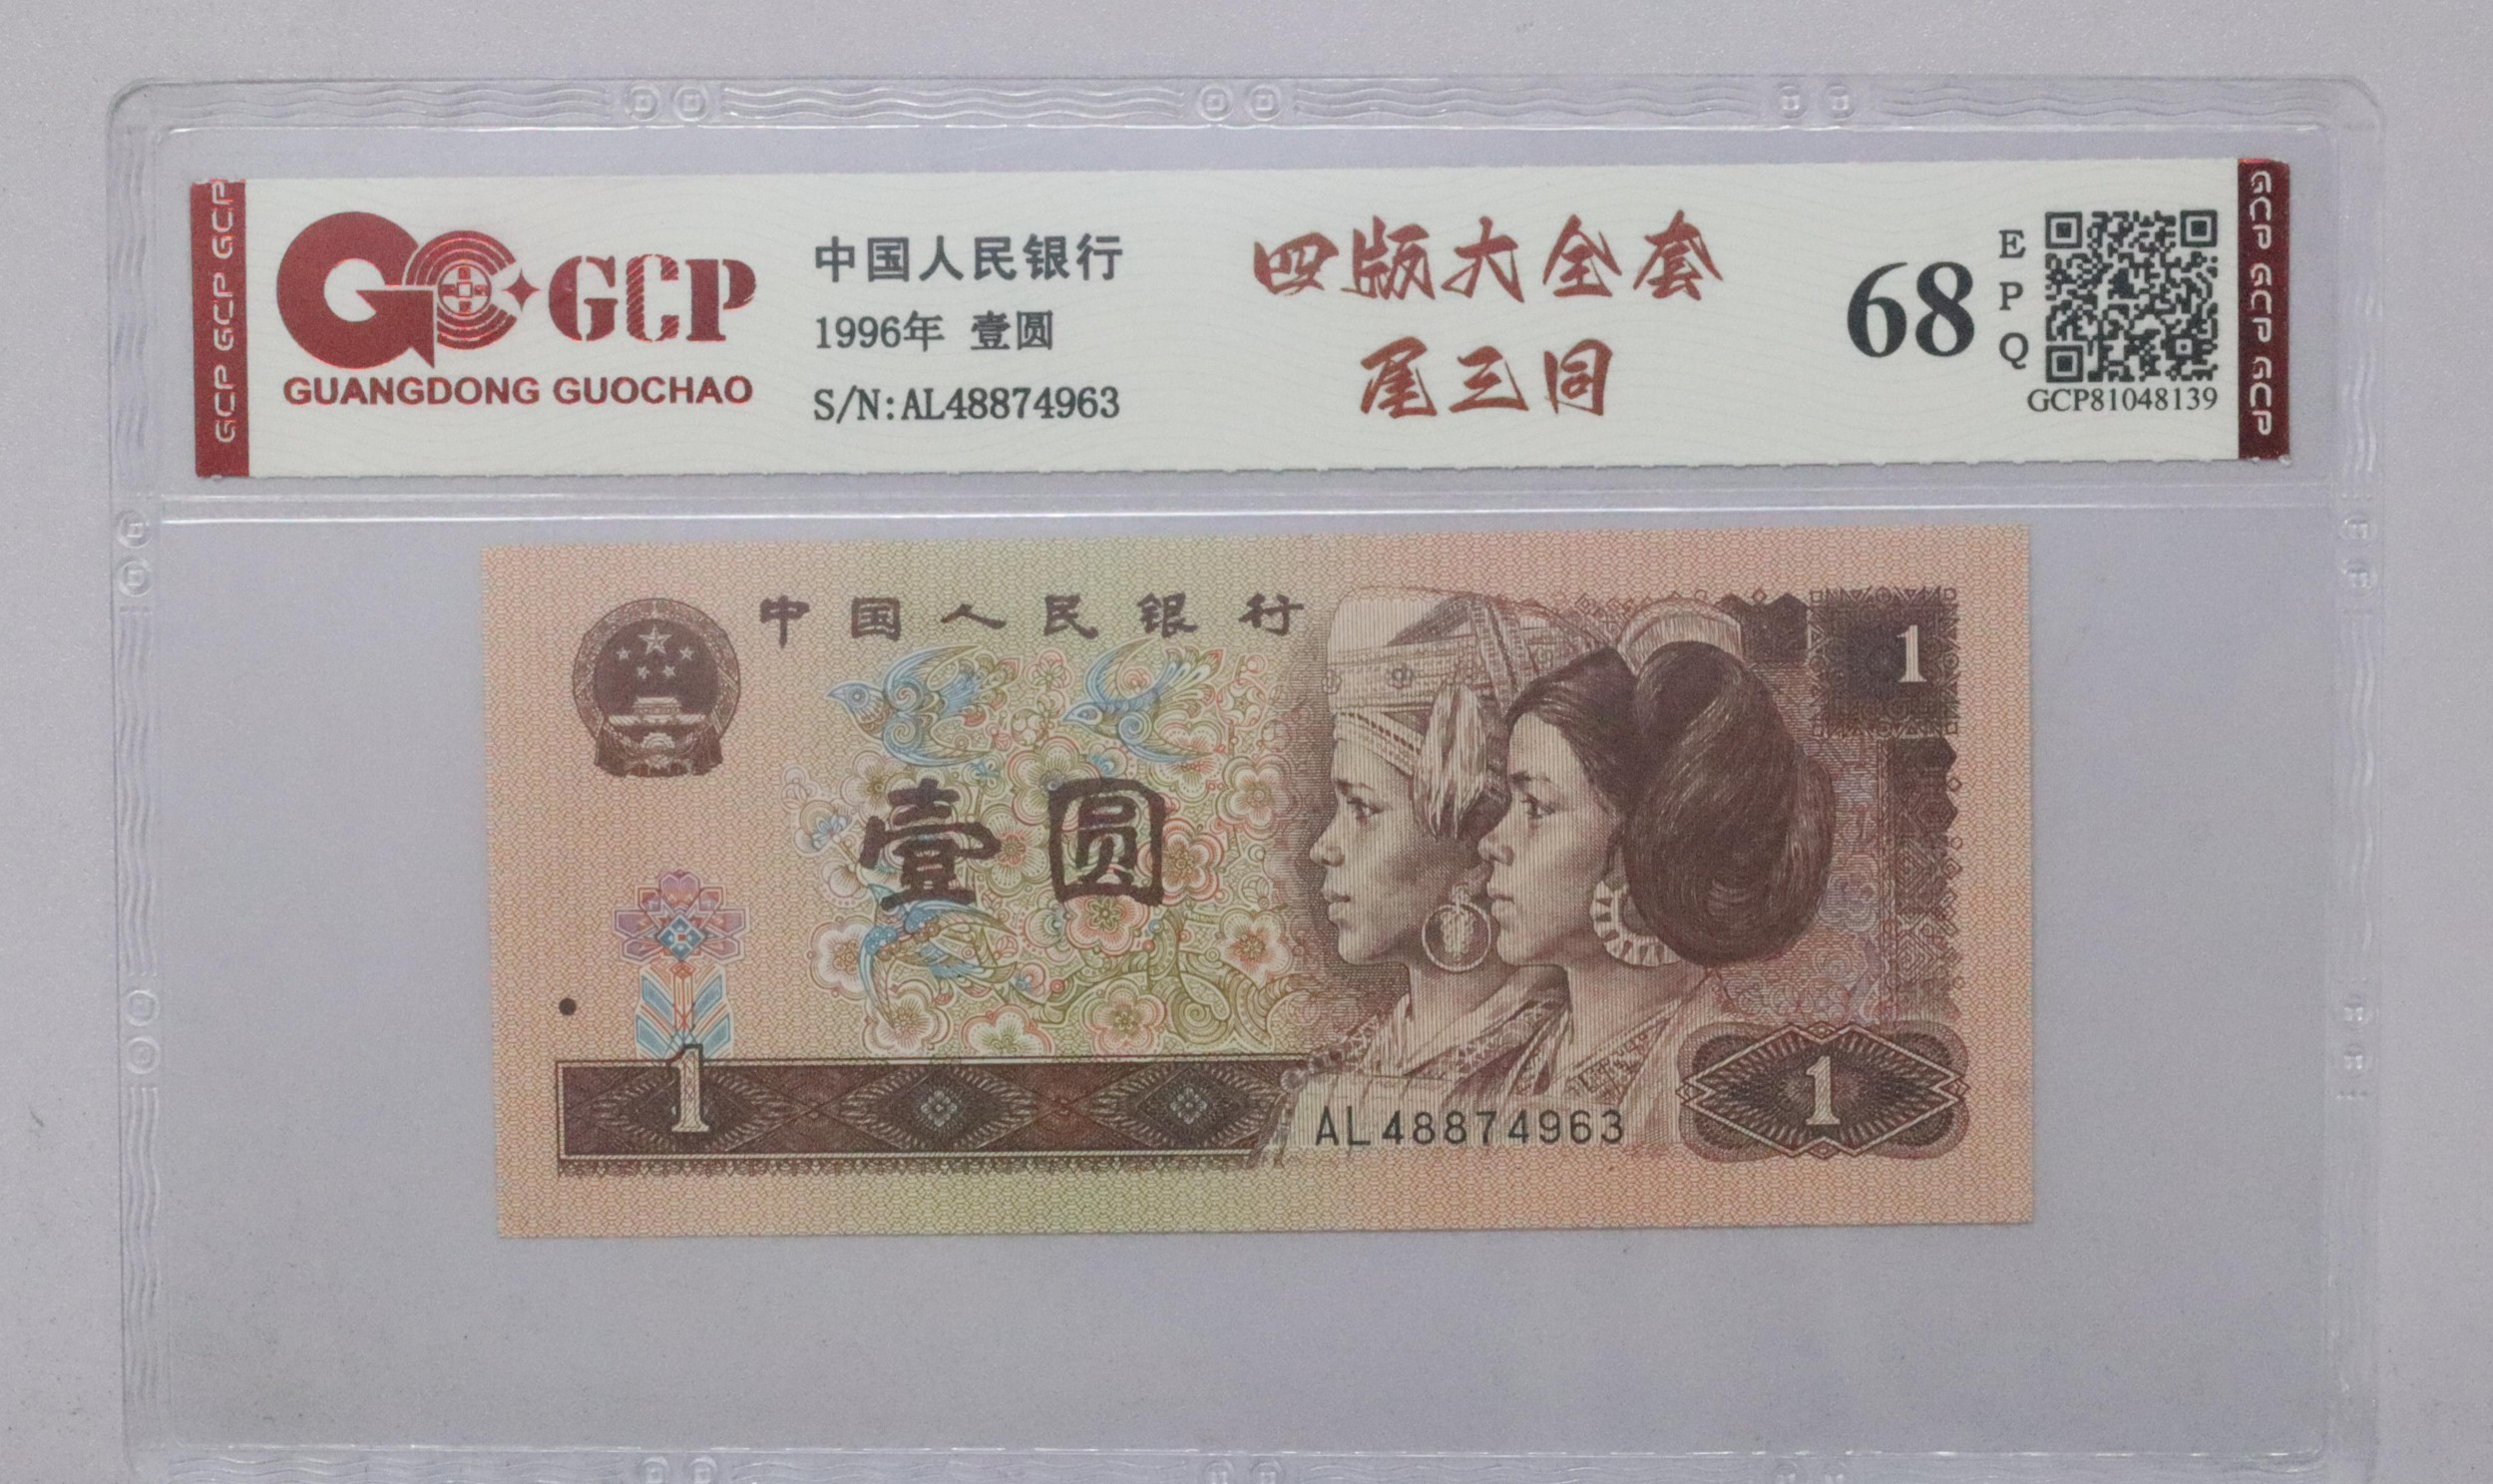 GCP GCP GCP
GCP
GUANGDONG GUOCHAO
中国人民银行
1996年 壹圆
S/N:AL48874963
四版大全套
尾三同
68
EPQ
GCP81048139
GCP GCP GCP
中国人民银行
1
壹圆
1
1
AL48874963